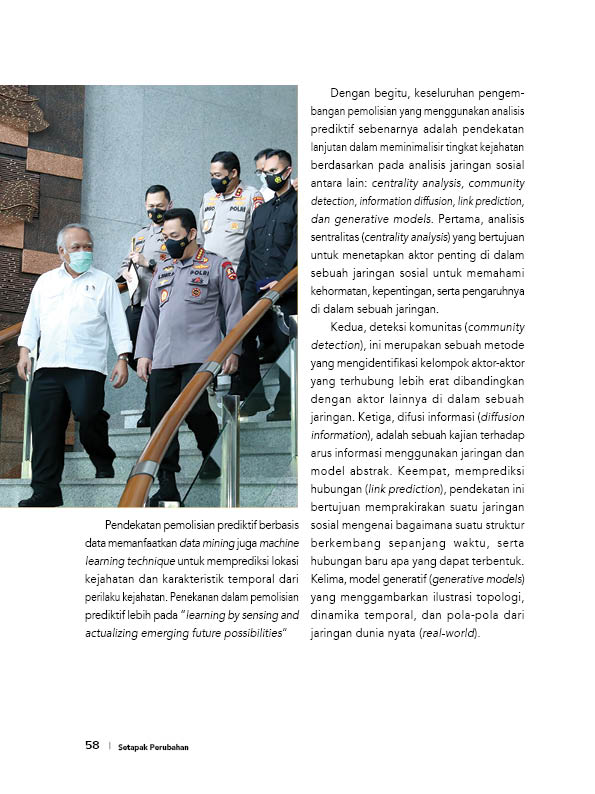 POLRI
POLRI
Pendekatan pemolisian prediktif berbasis
data memanfaatkan data mining juga machine
learning technique untuk memprediksi lokasi
kejahatan dan karakteristik temporal dari
perilaku kejahatan. Penekanan dalam pemolisian
prediktif lebih pada “learning by sensing and
actualizing emerging future possibilities”
Dengan begitu, keseluruhan pengem-
bangan pemolisian yang menggunakan analisis
prediktif sebenarnya adalah pendekatan
lanjutan dalam meminimalisir tingkat kejahatan
berdasarkan pada analisis jaringan sosial
antara lain: centrality analysis, community
detection, information diffusion, link prediction,
dan generative models. Pertama, analisis
sentralitas (centrality analysis) yang bertujuan
untuk menetapkan aktor penting di dalam
sebuah jaringan sosial untuk memahami
kehormatan, kepentingan, serta pengaruhnya
di dalam sebuah jaringan.
Kedua, deteksi komunitas (community
detection), ini merupakan sebuah metode
yang mengidentifikasi kelompok aktor-aktor
yang terhubung lebih erat dibandingkan
dengan aktor lainnya di dalam sebuah
jaringan. Ketiga, difusi informasi (diffusion
information), adalah sebuah kajian terhadap
arus informasi menggunakan jaringan dan
model abstrak. Keempat, memprediksi
hubungan (link prediction), pendekatan ini
bertujuan memprakirakan suatu jaringan
sosial mengenai bagaimana suatu struktur
berkembang sepanjang waktu, serta
hubungan baru apa yang dapat terbentuk.
Kelima, model generatif (generative models)
yang menggambarkan ilustrasi topologi,
dinamika temporal, dan pola-pola dari
jaringan dunia nyata (real-world).
58 | Setapak Perubahan